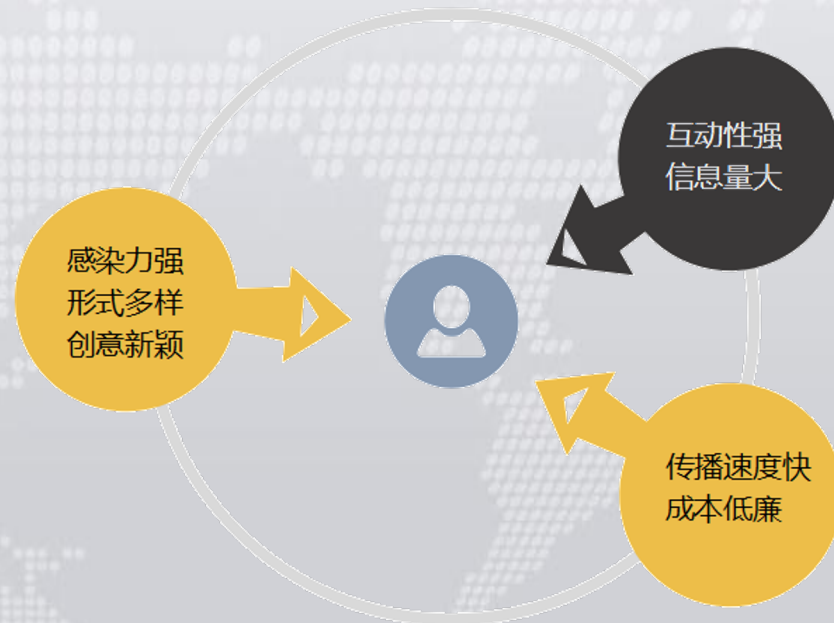 互动性强
信息量大
感染力强
形式多样
创意新颖
传播速度快
成本低廉